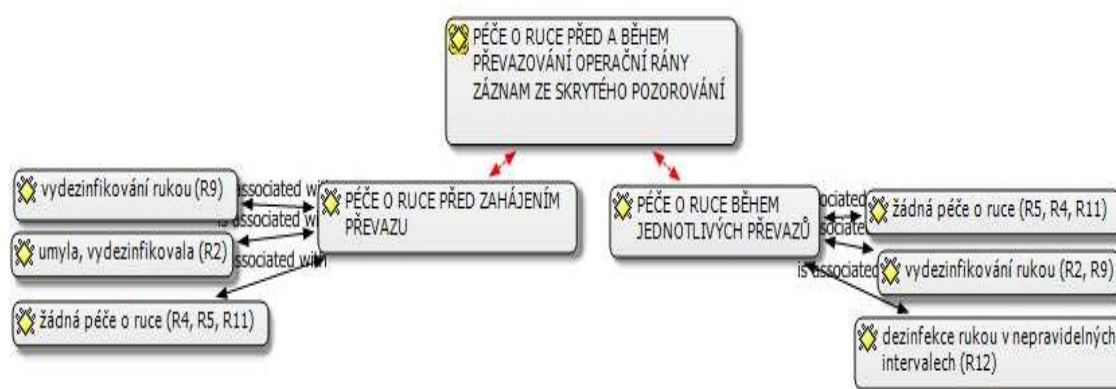 PÉČE O RUCE PŘED A BĚHEM
PŘEVAZOVÁNÍ OPERAČNÍ RÁNY
ZÁZNAM ZE SKRYTÉHO POZOROVÁNÍ
vydezinfikování rukou (R9)
associated with
is associated with
umyla, vydezinfikovala (R2)
associated with
žádná péče o ruce (R4, R5, R11)
PÉČE O RUCE PŘED ZAHÁJENÍM
PŘEVAZU
PÉČE O RUCE BĚHEM
JEDNOTLIVÝCH PŘEVAZŮ
žádná péče o ruce (R5, R4, R11)
vydezinfikování rukou (R2, R9)
is associated
dezinfekce rukou v nepravidelných
intervalech (R12)